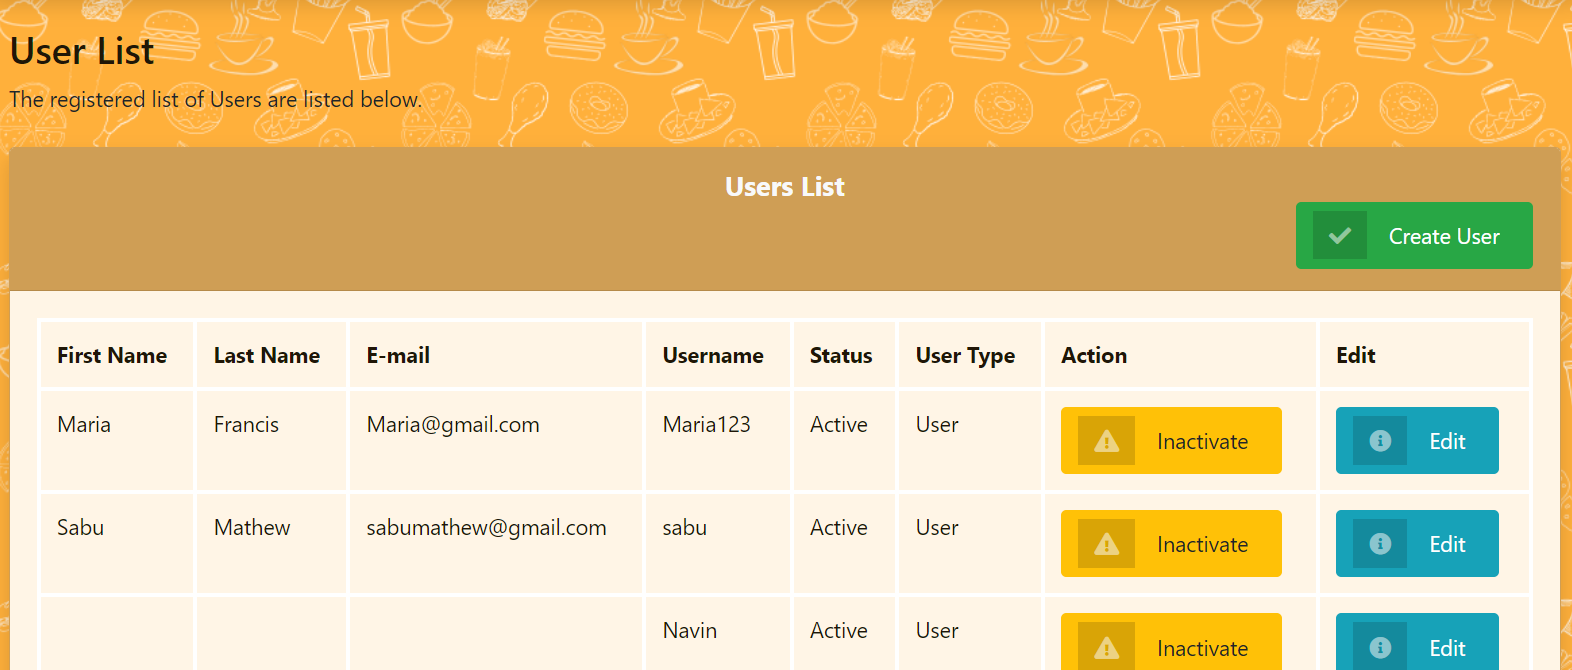 User List
The registered list of Users are listed below.
Users List
Create User
First Name Last Name E-mail Username Status User Type Action Edit
Maria Francis Maria@gmail.com Maria123 Active User Inactivate Edit
Sabu Mathew sabumathew@gmail.com sabu Active User Inactivate Edit
Navin Active User Inactivate Edit